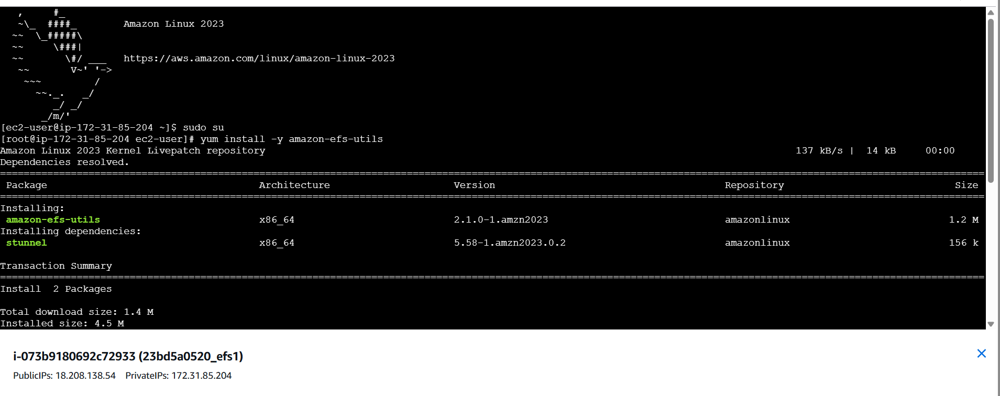 ,     #_
   ~\_  ####_        Amazon Linux 2023
  ~~  \_#####\
  ~~     \###|
  ~~       \#/ ___   https://aws.amazon.com/linux/amazon-linux-2023
   ~~       V~' '->
    ~~~         /
      ~~._.   _/
         _/ _/
       _/m/'
[ec2-user@ip-172-31-85-204 ~]$ sudo su
[root@ip-172-31-85-204 ec2-user]# yum install -y amazon-efs-utils
Amazon Linux 2023 Kernel Livepatch repository 137 kB/s | 14 kB 00:00
Dependencies resolved.
================================================================================
Package Architecture Version Repository Size
================================================================================
Installing:
amazon-efs-utils x86_64 2.1.0-1.amzn2023 amazonlinux 1.2 M
Installing dependencies:
stunnel x86_64 5.58-1.amzn2023.0.2 amazonlinux 156 k
Transaction Summary
================================================================================
Install 2 Packages
Total download size: 1.4 M
Installed size: 4.5 M
i-073b9180692c72933 (23bd5a0520_efs1)
PublicIPs: 18.208.138.54 PrivateIPs: 172.31.85.204